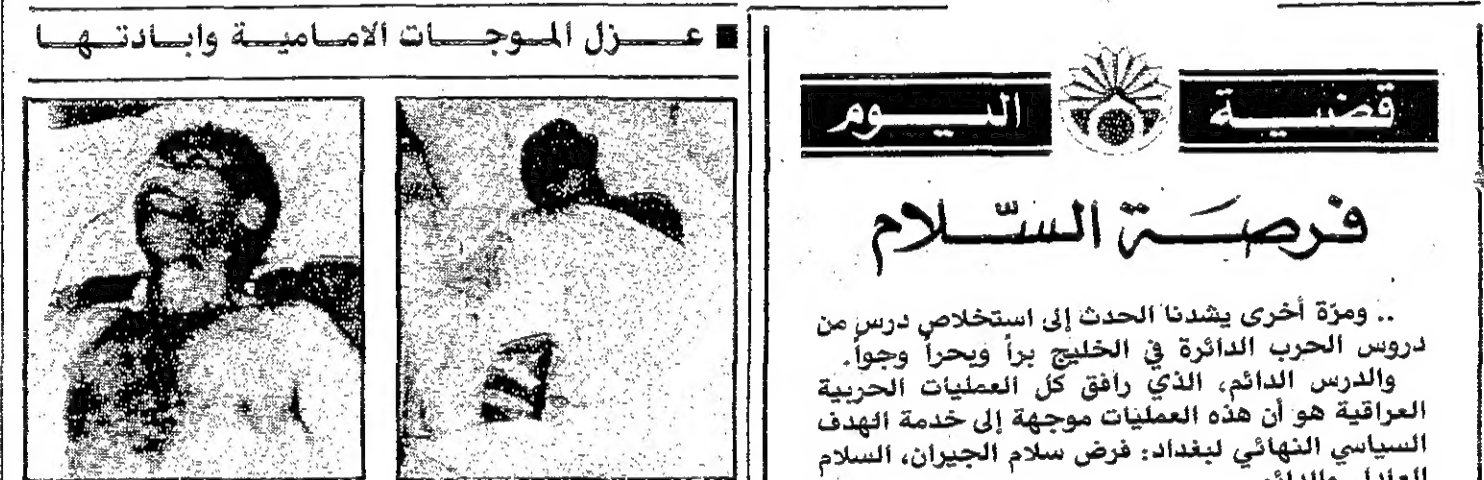 عزل الموجات الامامية وابادتها
قضية اليوم
فرصة السلام
.. ومرّة أخرى يشدنا الحدث إلى استخلاص درس من
دروس الحرب الدائرة في الخليج برأ وبحراً وجواً.
والدرس الدائم، الذي رافق كل العمليات الحربية
العراقية هو أن هذه العمليات موجهة إلى خدمة الهدف
السياسي النهائي لبغداد: فرض سلام الجيران، السلام